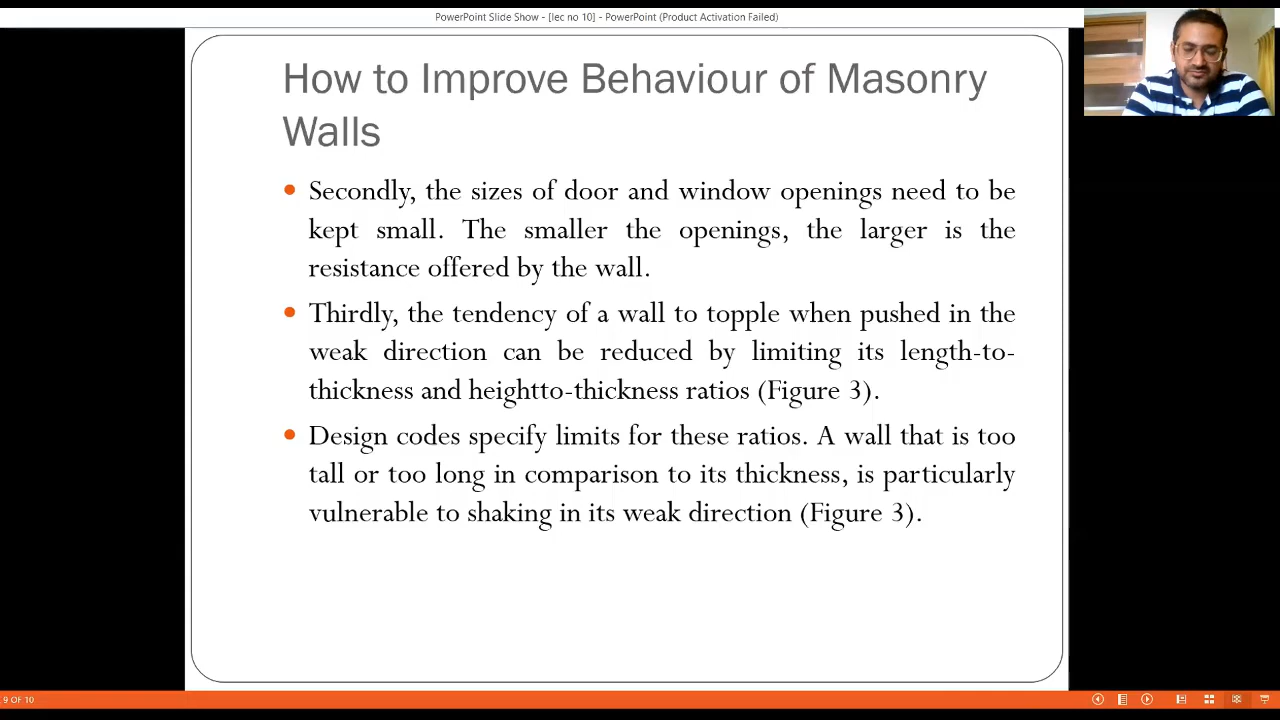 PowerPoint Slide Show - [lec no 10] - PowerPoint (Product Activation Failed)
How to Improve Behaviour of Masonry
Walls
Secondly, the sizes of door and window openings need to be
kept small. The smaller the openings, the larger is the
resistance offered by the wall.
Thirdly, the tendency of a wall to topple when pushed in the
weak direction can be reduced by limiting its length-to-
thickness and heightto-thickness ratios (Figure 3).
Design codes specify limits for these ratios. A wall that is too
tall or too long in comparison to its thickness, is particularly
vulnerable to shaking in its weak direction (Figure 3).
9 OF 10